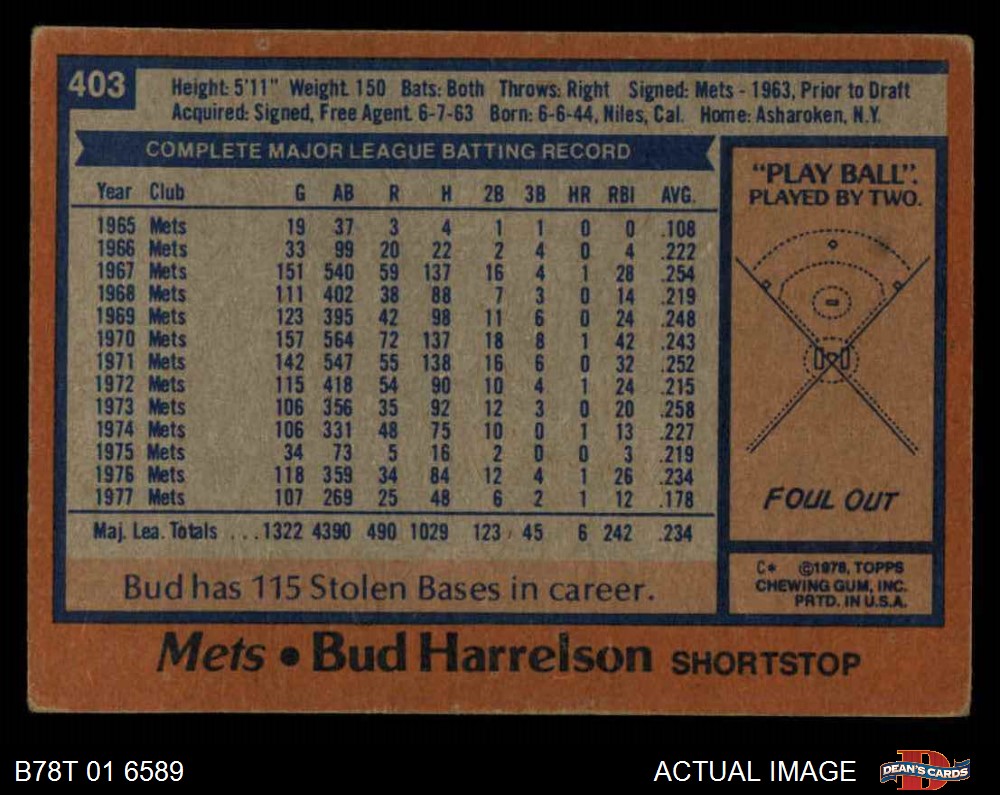 403
Height: 5'11" Weight. 150 Bats: Both Throws: Right Signed: Mets - 1963, Prior to Draft
Acquired: Signed, Free Agent. 6-7-63 Born: 6-6-44, Niles, Cal. Home: Asharoken, N.Y.
COMPLETE MAJOR LEAGUE BATTING RECORD
Year Club G AB R H 2B 3B HR RBI AVG.
1965 Mets 19 37 3 4 1 1 0 0 .108
1966 Mets 33 99 20 22 2 4 0 4 .222
1967 Mets 151 540 59 137 16 4 1 28 .254
1968 Mets 111 402 38 88 7 3 0 14 .219
1969 Mets 123 395 42 98 11 6 0 24 .248
1970 Mets 157 564 72 137 18 8 1 42 .243
1971 Mets 142 547 55 138 16 6 0 32 .252
1972 Mets 115 418 54 90 10 4 1 24 .215
1973 Mets 106 356 35 92 12 3 0 20 .258
1974 Mets 106 331 48 75 10 0 1 13 .227
1975 Mets 34 73 5 16 2 0 0 3 .219
1976 Mets 118 359 34 84 12 4 1 26 .234
1977 Mets 107 269 25 48 6 2 1 12 .178
Maj. Lea. Totals ...1322 4390 490 1029 123 45 6 242 .234
Bud has 115 Stolen Bases in career.
"PLAY BALL".
PLAYED BY TWO.
FOUL OUT
C* ©1978, TOPPS
CHEWING GUM, INC.
PRTD. IN U.S.A.
Mets • Bud Harrelson SHORTSTOP
B78T 01 6589
ACTUAL IMAGE
DEAN'S CARDS